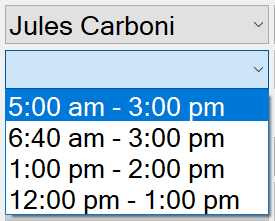 Jules Carboni
5:00 am - 3:00 pm
6:40 am - 3:00 pm
1:00 pm - 2:00 pm
12:00 pm - 1:00 pm